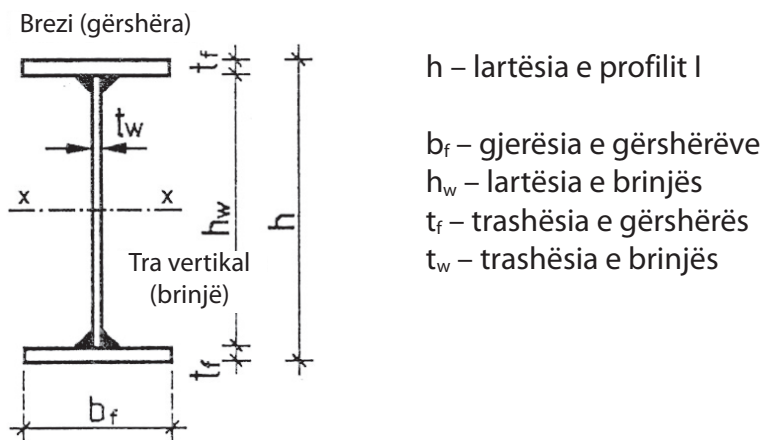 Brezi (gërshëra)
tf
tw
x x
hw
h
Tra vertikal
(brinjë)
tf
bf
h – lartësia e profilit I
bf – gjerësia e gërshërëve
hw – lartësia e brinjës
tf – trashësia e gërshërës
tw – trashësia e brinjës